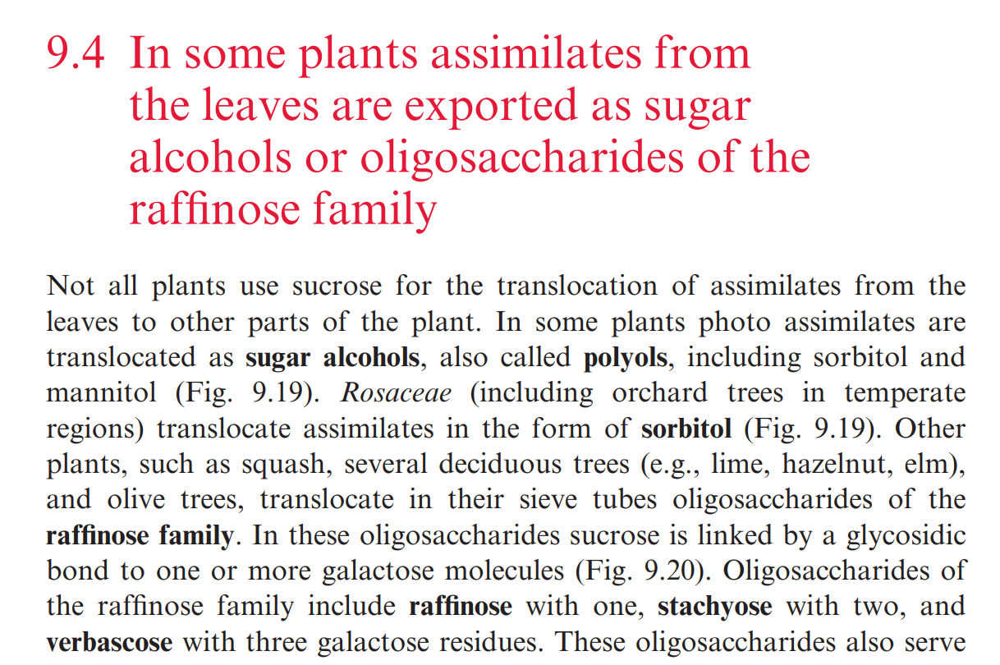 9.4 In some plants assimilates from
the leaves are exported as sugar
alcohols or oligosaccharides of the
raffinose family
Not all plants use sucrose for the translocation of assimilates from the
leaves to other parts of the plant. In some plants photo assimilates are
translocated as sugar alcohols, also called polyols, including sorbitol and
mannitol (Fig. 9.19). Rosaceae (including orchard trees in temperate
regions) translocate assimilates in the form of sorbitol (Fig. 9.19). Other
plants, such as squash, several deciduous trees (e.g., lime, hazelnut, elm),
and olive trees, translocate in their sieve tubes oligosaccharides of the
raffinose family. In these oligosaccharides sucrose is linked by a glycosidic
bond to one or more galactose molecules (Fig. 9.20). Oligosaccharides of
the raffinose family include raffinose with one, stachyose with two, and
verbascose with three galactose residues. These oligosaccharides also serve